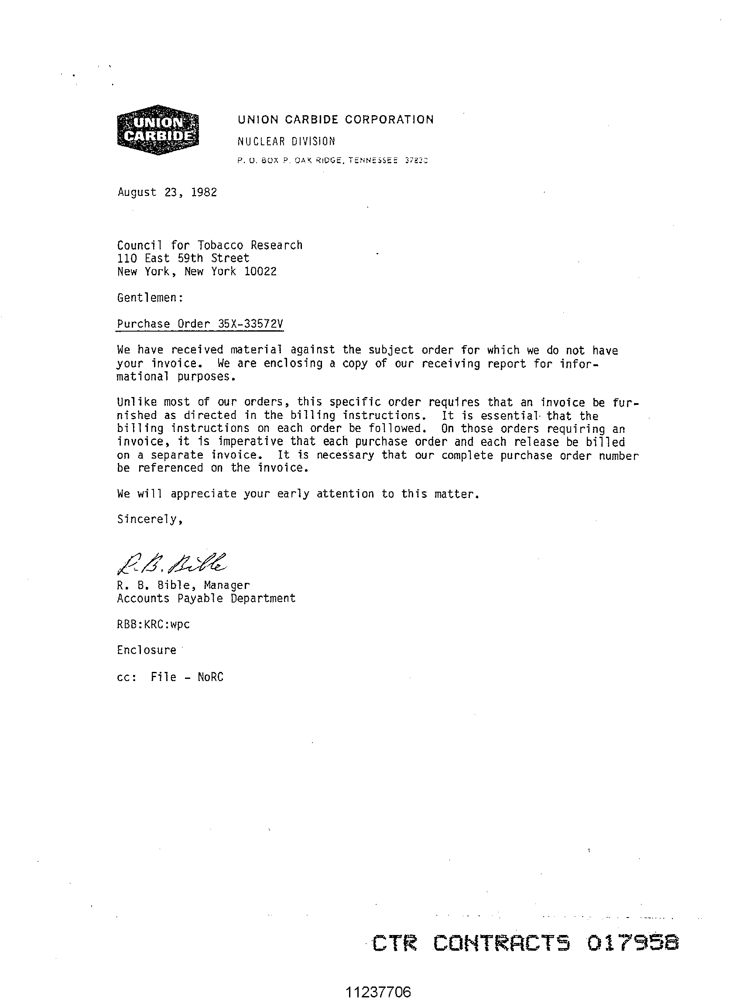 UNION
CARBIDE
UNION CARBIDE CORPORATION
NUCLEAR DIVISION
P. O. BOX P, OAK RIDGE, TENNESSEE 37830
August 23, 1982
Council for Tobacco Research
110 East 59th Street
New York, New York 10022
Gentlemen:
Purchase Order 35X-33572V
We have received material against the subject order for which we do not have
your invoice. We are enclosing a copy of our receiving report for infor-
mational purposes.
Unlike most of our orders, this specific order requires that an invoice be fur-
nished as directed in the billing instructions. It is essential that the
billing instructions on each order be followed. On those orders requiring an
invoice, it is imperative that each purchase order and each release be billed
on a separate invoice. It is necessary that our complete purchase order number
be referenced on the invoice.
We will appreciate your early attention to this matter.
Sincerely,
R. B. Bible
R. B. Bible, Manager
Accounts Payable Department
RBB:KRC:wpc
Enclosure
cc: File - NoRC
CTR CONTRACTS 017958
11237706